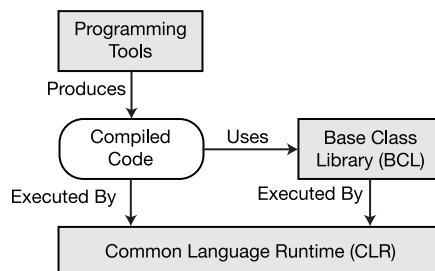 Programming
Tools
Produces
Compiled
Code
Uses
Base Class
Library (BCL)
Executed By
Executed By
Common Language Runtime (CLR)